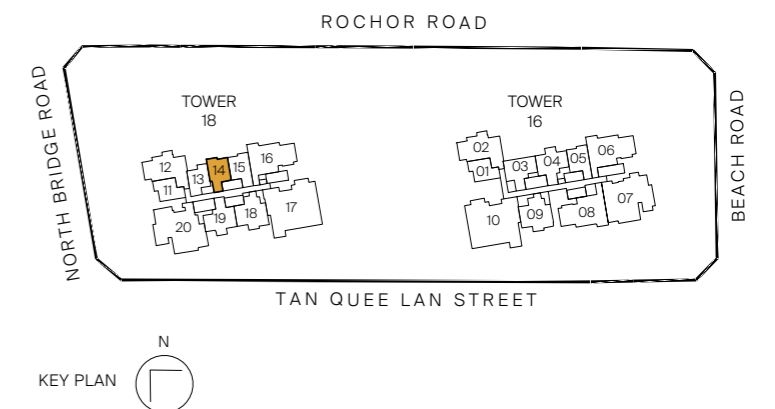 ROCHOR ROAD
NORTH BRIDGE ROAD
BEACH ROAD
TOWER
18
12
11
13
14
15
16
20
19
18
17
TOWER
16
02
01
03
04
05
06
10
09
08
07
TAN QUEE LAN STREET
N
KEY PLAN